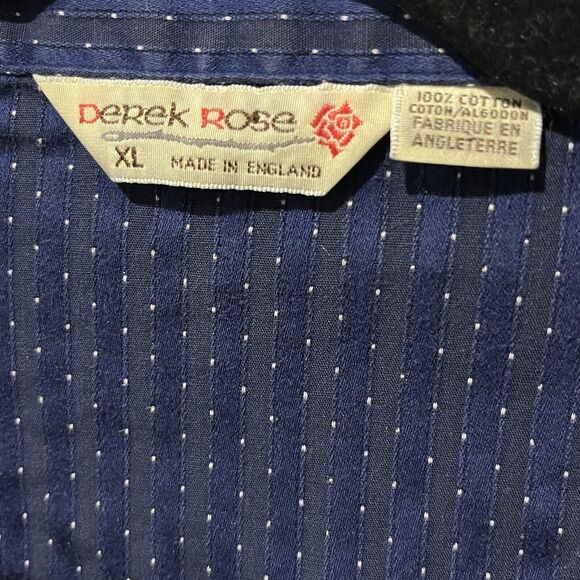 Derek Rose
XL MADE IN ENGLAND
100% COTTON
COTON/ALGODON
FABRIQUE EN
ANGLETERRE